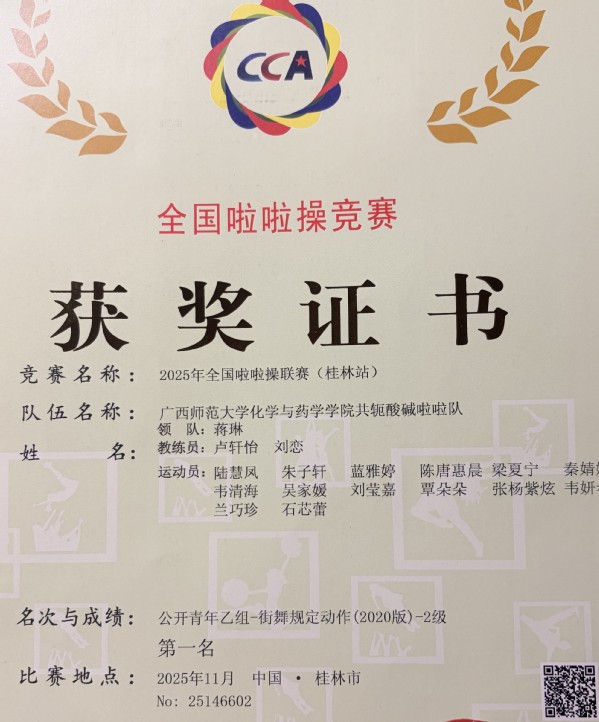 CCA
全国啦啦操竞赛
获奖证书
竞赛名称： 2025年全国啦啦操联赛（桂林站）
队伍名称： 广西师范大学化学与药学学院共轭酸碱啦啦队
领 队：蒋琳
姓 名： 教练员：卢轩怡 刘恋
运动员：陆慧凤 朱子轩 蓝雅婷 陈唐惠晨 梁夏宁 秦婧
韦清海 吴家媛 刘莹嘉 覃朵朵 张杨紫炫 韦妍
兰巧珍 石芯蕾
名次与成绩： 公开青年乙组-街舞规定动作(2020版)-2级
第一名
比赛地点： 2025年11月 中国 · 桂林市
No: 25146602